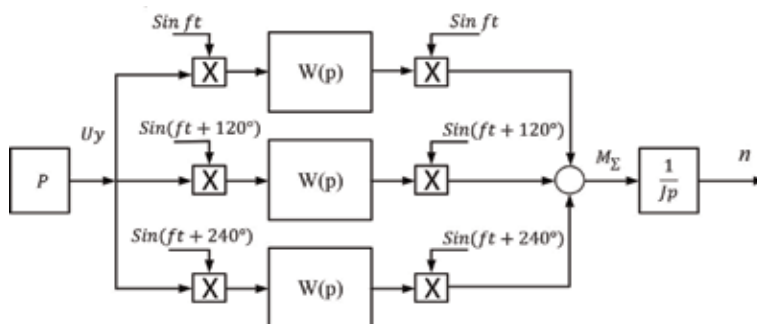 Sin ft
Sin ft
X
W(p)
X
Uy
Sin(ft + 120°)
Sin(ft + 120°)
P
X
W(p)
X
M_Σ
1
Jp
n
Sin(ft + 240°)
Sin(ft + 240°)
X
W(p)
X